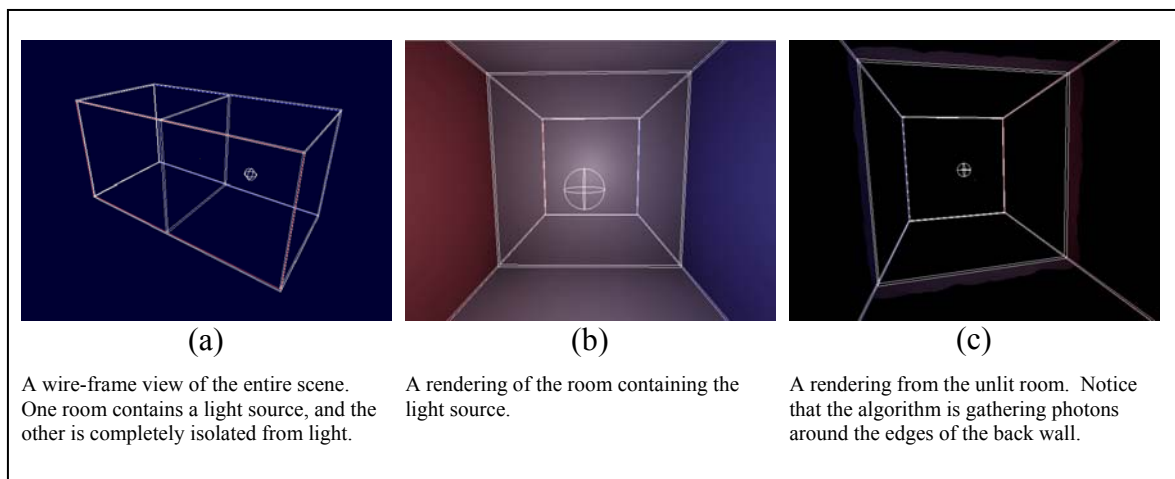 (a)
(b)
(c)
A wire-frame view of the entire scene.
One room contains a light source, and the
other is completely isolated from light.
A rendering of the room containing the
light source.
A rendering from the unlit room.  Notice
that the algorithm is gathering photons
around the edges of the back wall.